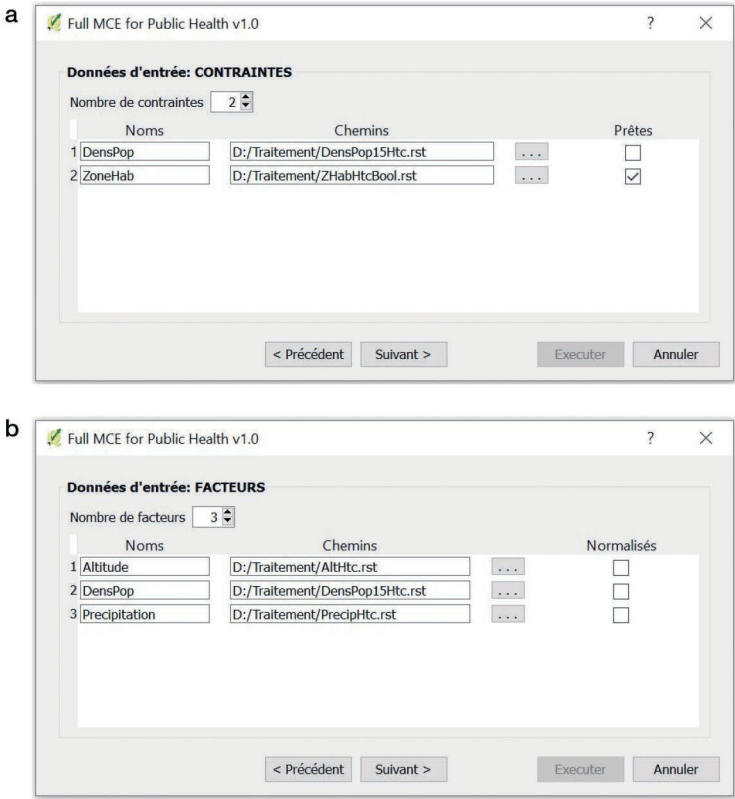 a
Full MCE for Public Health v1.0 ? ×
Données d'entrée: CONTRAINTES
Nombre de contraintes 2
Noms Chemins Prêtes
1 DensPop D:/Traitement/DensPop15Htc.rst ...
2 ZoneHab D:/Traitement/ZHabHtcBool.rst ...
< Précédent Suivant > Executer Annuler
b
Full MCE for Public Health v1.0 ? ×
Données d'entrée: FACTEURS
Nombre de facteurs 3
Noms Chemins Normalisés
1 Altitude D:/Traitement/AltHtc.rst ...
2 DensPop D:/Traitement/DensPop15Htc.rst ...
3 Precipitation D:/Traitement/PrecipHtc.rst ...
< Précédent Suivant > Executer Annuler